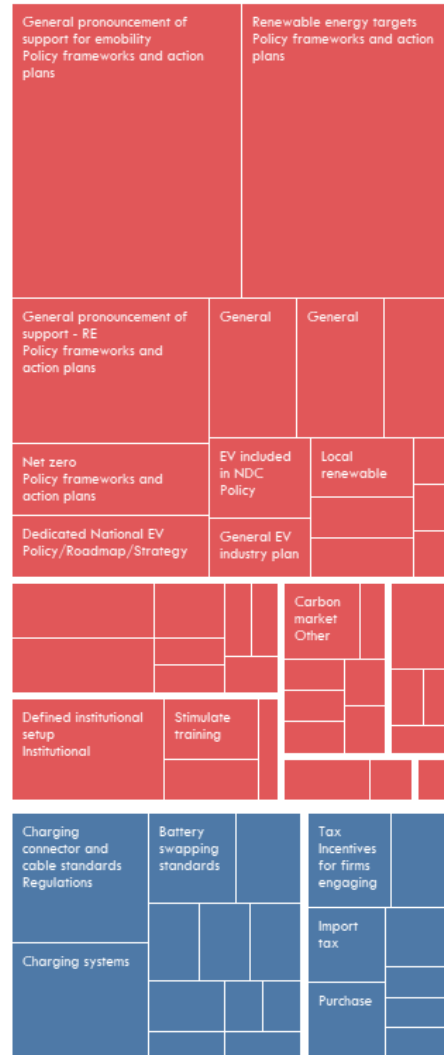 General pronouncement of
support for emobility
Policy frameworks and action
plans
Renewable energy targets
Policy frameworks and action
plans
General pronouncement of
support - RE
Policy frameworks and
action plans
General
General
Net zero
Policy frameworks and
action plans
EV included
in NDC
Policy
Local
renewable
Dedicated National EV
Policy/Roadmap/Strategy
General EV
industry plan
Carbon
market
Other
Defined institutional
setup
Institutional
Stimulate
training
Charging
connector and
cable standards
Regulations
Battery
swapping
standards
Tax
Incentives
for firms
engaging
Import
tax
Charging systems
Purchase